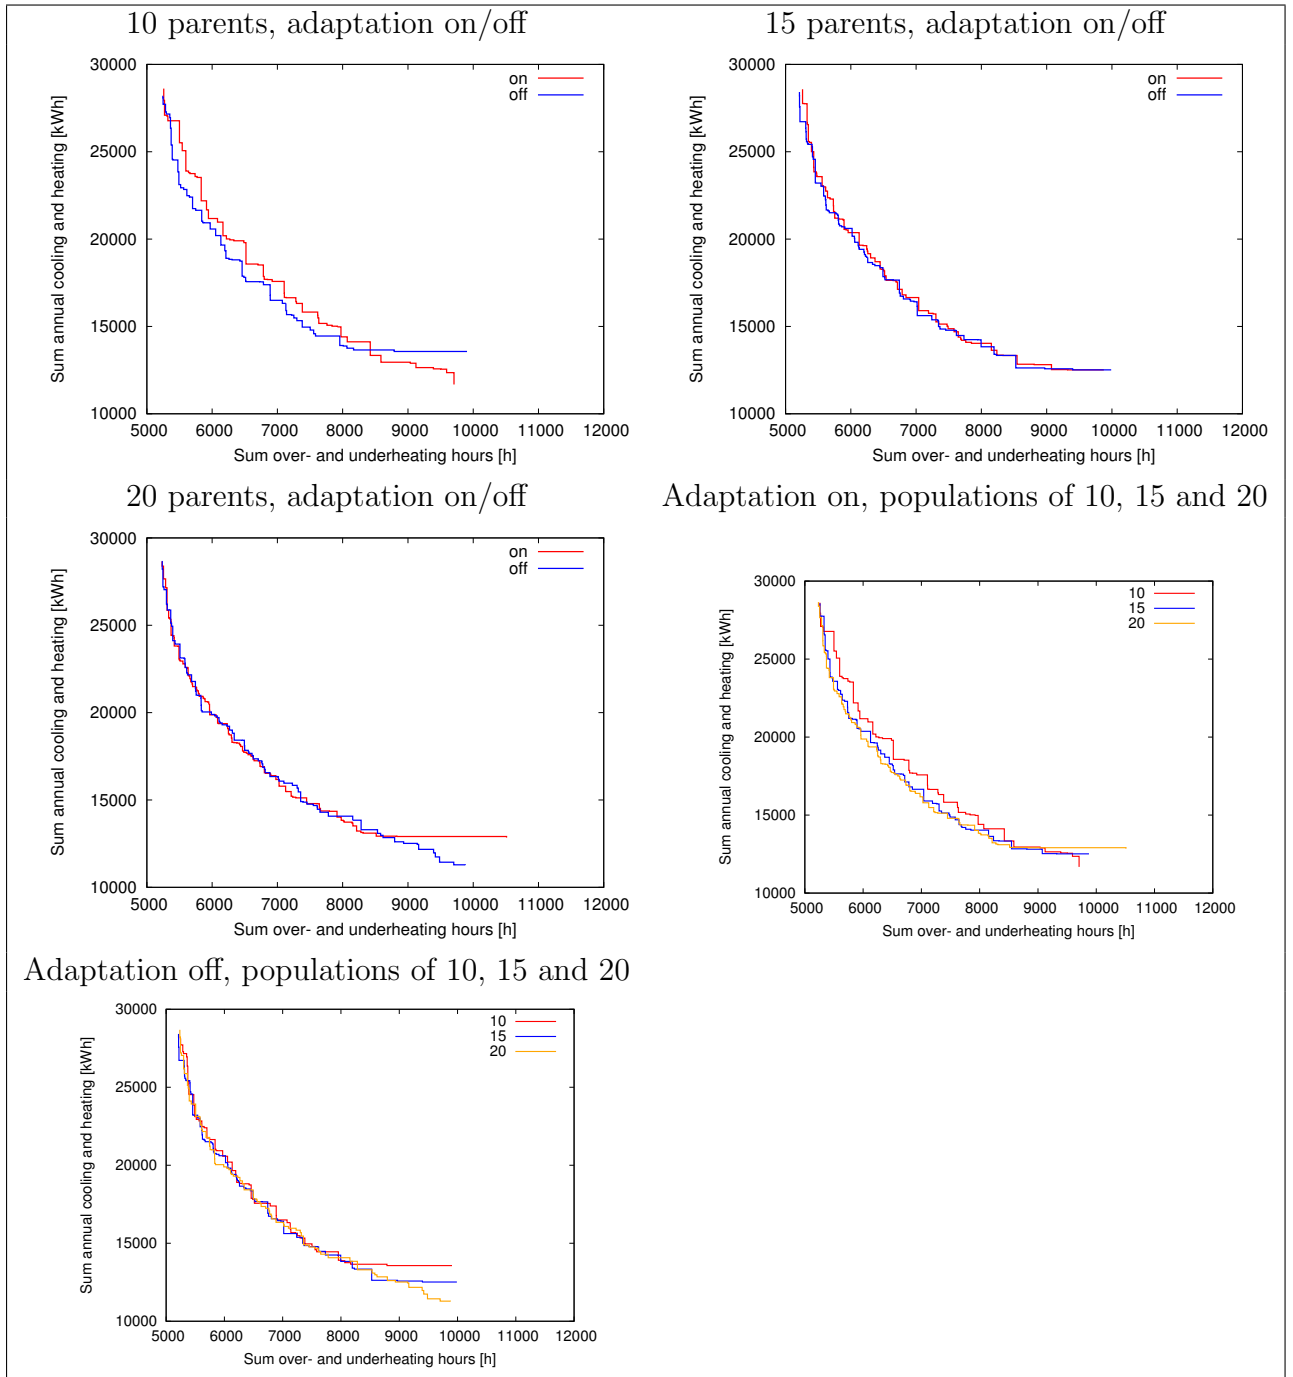 10 parents, adaptation on/off
30000
25000
20000
15000
10000
5000 6000 7000 8000 9000 10000 11000 12000
Sum annual cooling and heating [kWh]
Sum over- and underheating hours [h]
on
off
15 parents, adaptation on/off
30000
25000
20000
15000
10000
5000 6000 7000 8000 9000 10000 11000 12000
Sum annual cooling and heating [kWh]
Sum over- and underheating hours [h]
on
off
20 parents, adaptation on/off
30000
25000
20000
15000
10000
5000 6000 7000 8000 9000 10000 11000 12000
Sum annual cooling and heating [kWh]
Sum over- and underheating hours [h]
on
off
Adaptation on, populations of 10, 15 and 20
30000
25000
20000
15000
10000
5000 6000 7000 8000 9000 10000 11000 12000
Sum annual cooling and heating [kWh]
Sum over- and underheating hours [h]
10
15
20
Adaptation off, populations of 10, 15 and 20
30000
25000
20000
15000
10000
5000 6000 7000 8000 9000 10000 11000 12000
Sum annual cooling and heating [kWh]
Sum over- and underheating hours [h]
10
15
20